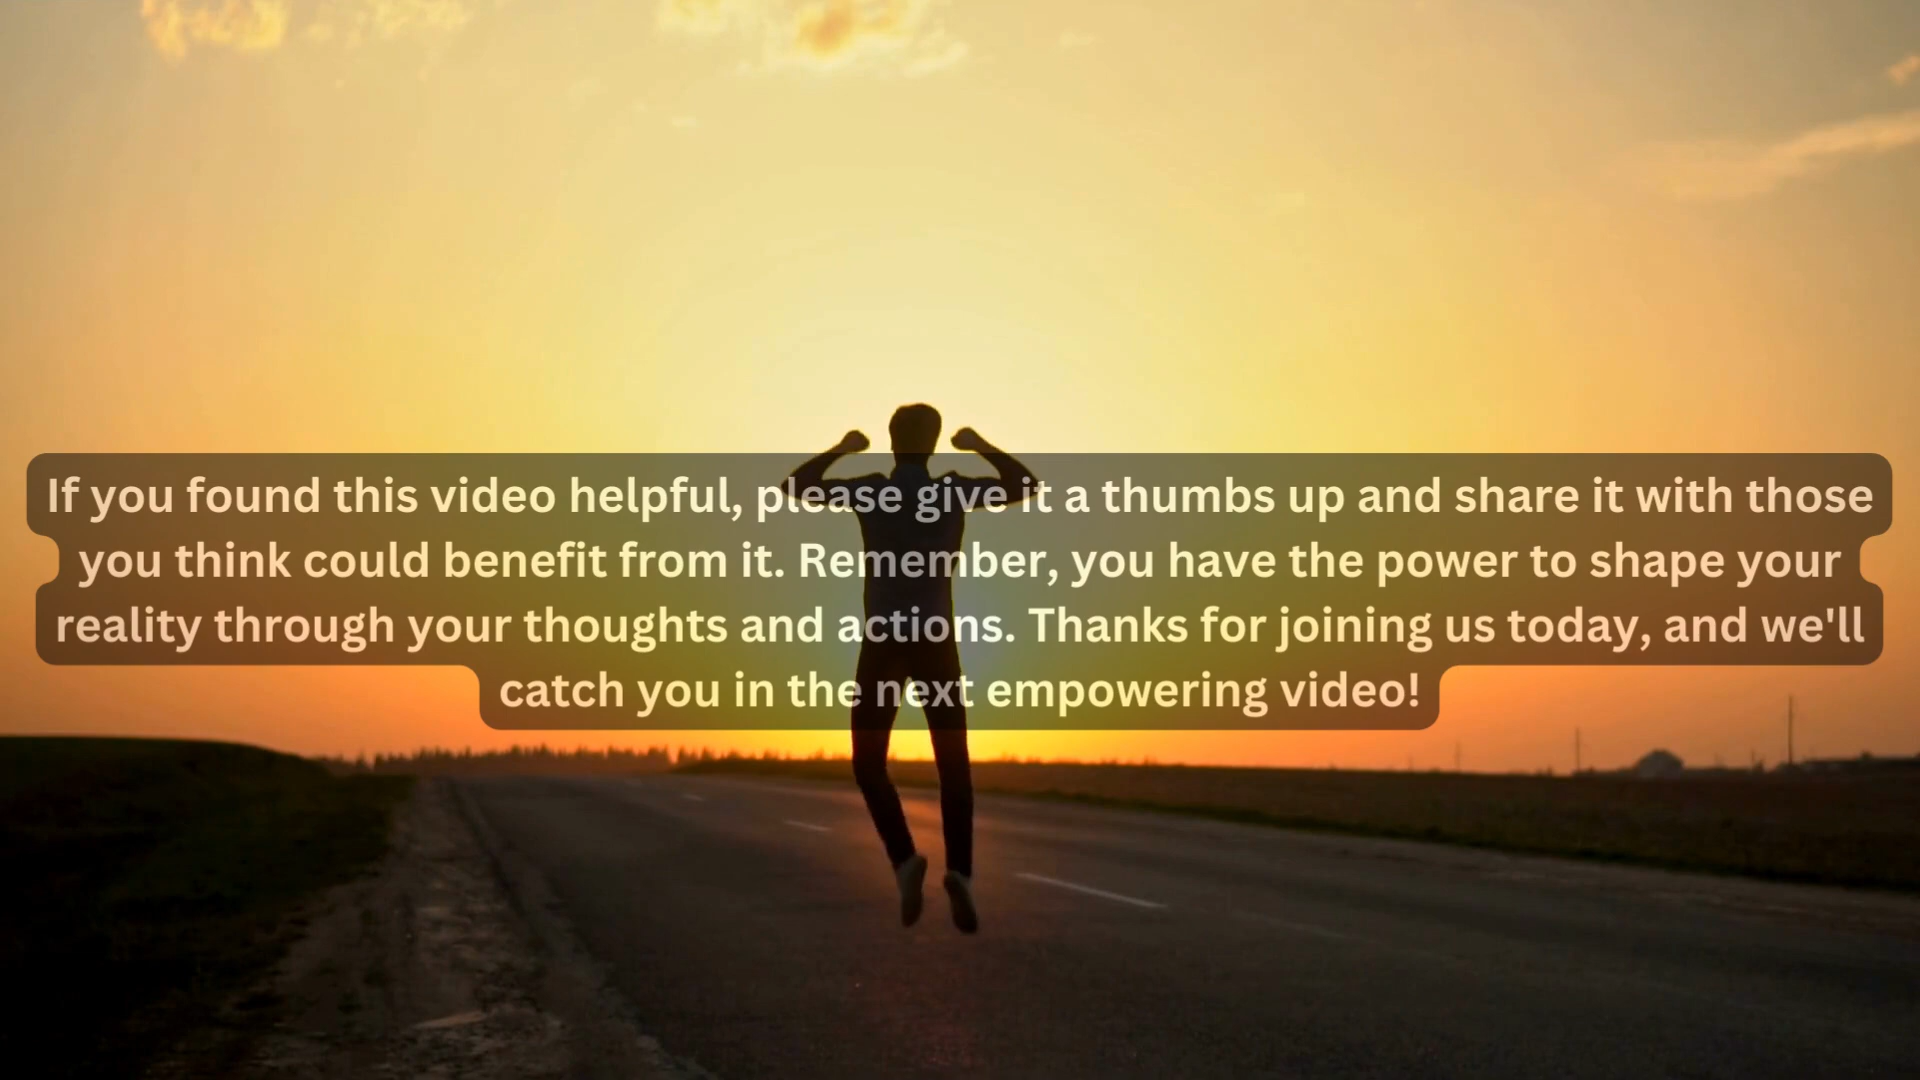 If you found this video helpful, please give it a thumbs up and share it with those
you think could benefit from it. Remember, you have the power to shape your
reality through your thoughts and actions. Thanks for joining us today, and we'll
catch you in the next empowering video!